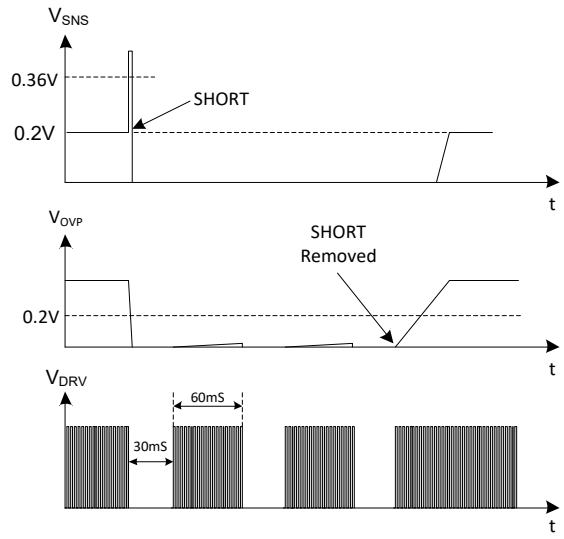 VSNS
0.36V
SHORT
0.2V
t
VOVP
SHORT
Removed
0.2V
t
VDRV
60mS
30mS
t